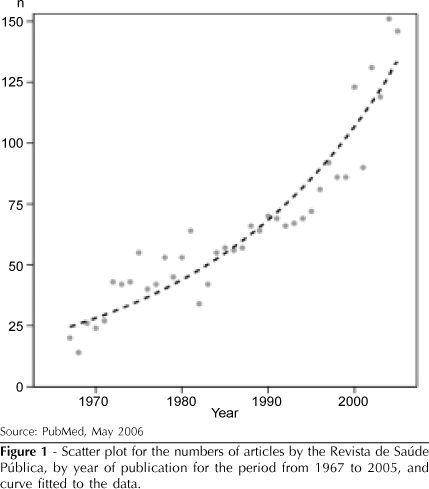 n
150
125
100
75
50
25
0
1970 1980 1990 2000
Year
Source: PubMed, May 2006
Figure 1 - Scatter plot for the numbers of articles by the Revista de Saúde
Pública, by year of publication for the period from 1967 to 2005, and
curve fitted to the data.